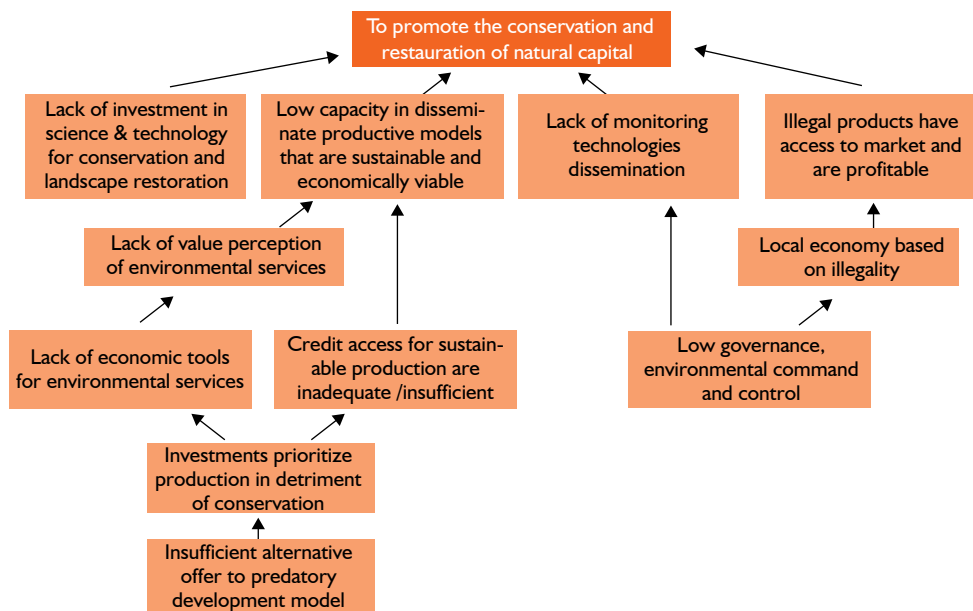 To promote the conservation and
restauration of natural capital
Lack of investment in
science & technology
for conservation and
landscape restoration
Low capacity in dissemi-
nate productive models
that are sustainable and
economically viable
Lack of monitoring
technologies
dissemination
Illegal products have
access to market and
are profitable
Lack of value perception
of environmental services
Local economy based
on illegality
Lack of economic tools
for environmental services
Credit access for sustain-
able production are
inadequate /insufficient
Low governance,
environmental command
and control
Investments prioritize
production in detriment
of conservation
Insufficient alternative
offer to predatory
development model